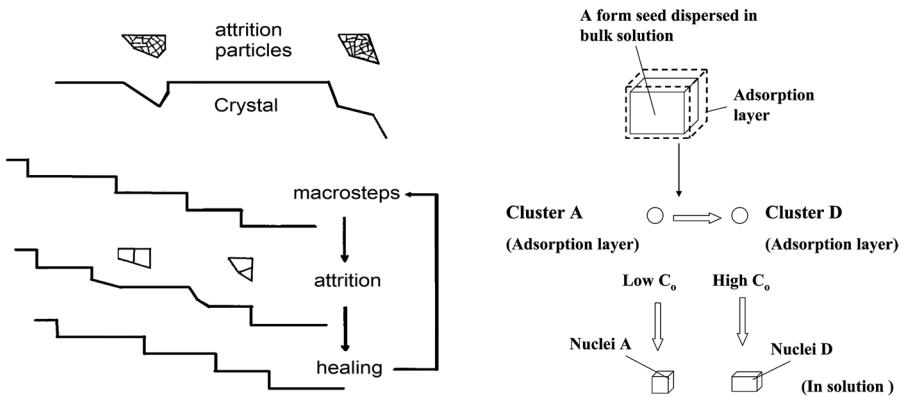 attrition
particles
Crystal
macrosteps
attrition
healing
A form seed dispersed in
bulk solution
Adsorption
layer
Cluster A
(Adsorption layer)
Cluster D
(Adsorption layer)
Low Co
High Co
Nuclei A
Nuclei D
(In solution )